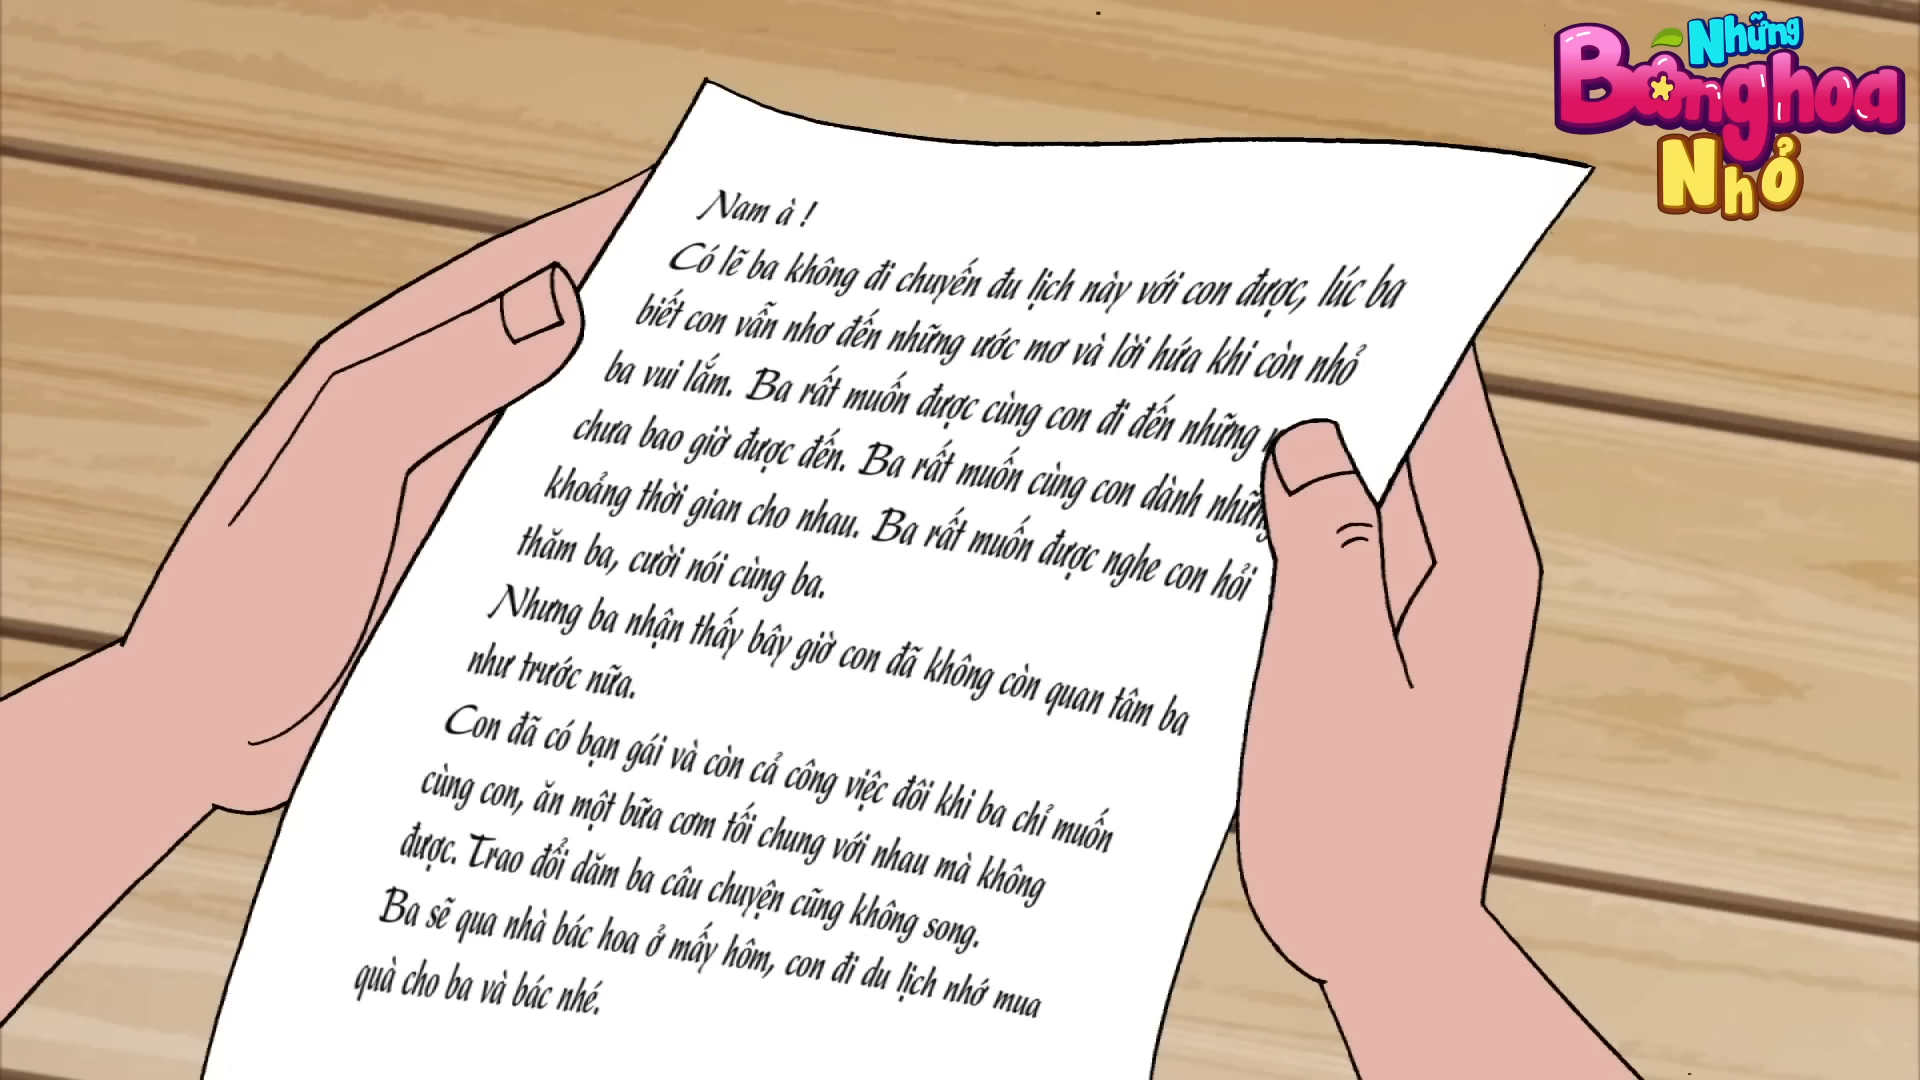 Những
Bông hoa
Nhỏ
Nam à !
Có lẽ ba không đi chuyến đu lịch này với con được, lúc ba
biết con vẫn nhơ đến những ước mơ và lời hứa khi còn nhỏ
ba vui lắm. Ba rất muốn được cùng con đi đến những
chưa bao giờ được đến. Ba rất muốn cùng con dành những
khoảng thời gian cho nhau. Ba rất muốn được nghe con hỏi
thăm ba, cười nói cùng ba.
Nhưng ba nhận thấy bây giờ con đã không còn quan tâm ba
như trước nữa.
Con đã có bạn gái và còn cả công việc đôi khi ba chỉ muốn
cùng con, ăn một bữa cơm tối chung với nhau mà không
được. Trao đổi dăm ba câu chuyện cũng không song.
Ba sẽ qua nhà bác hoa ở mấy hôm, con đi du lịch nhớ mua
quà cho ba và bác nhé.